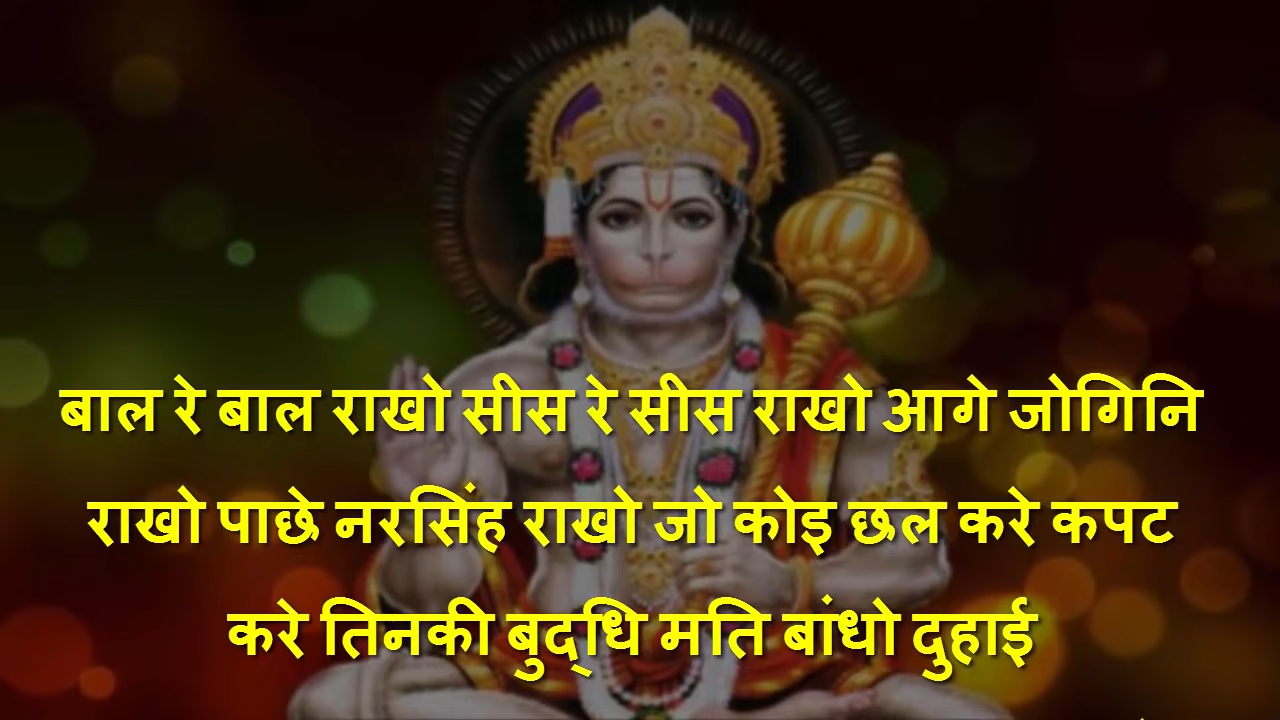 बाल रे बाल राखो सीस रे सीस राखो आगे जोगिनि
राखो पाछे नरसिंह राखो जो कोइ छल करे कपट
करे तिनकी बुद्धि मति बांधो दुहाई